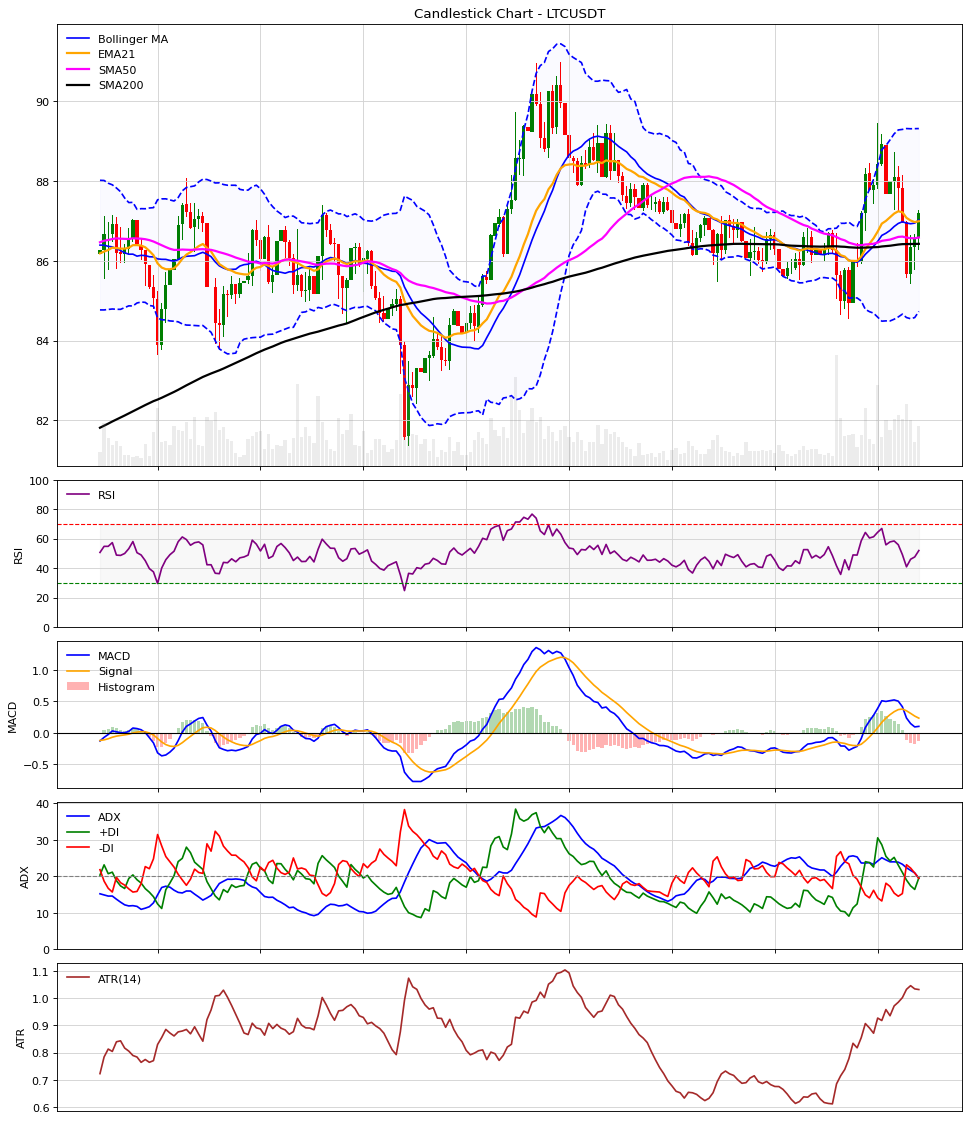 Candlestick Chart - LTCUSDT
Bollinger MA
EMA21
SMA50
SMA200
90
88
86
84
82
RSI
100
80
60
40
20
0
RSI
MACD
Signal
Histogram
1.0
0.5
0.0
−0.5
MACD
ADX
+DI
-DI
40
30
20
10
0
ADX
ATR(14)
1.1
1.0
0.9
0.8
0.7
0.6
ATR